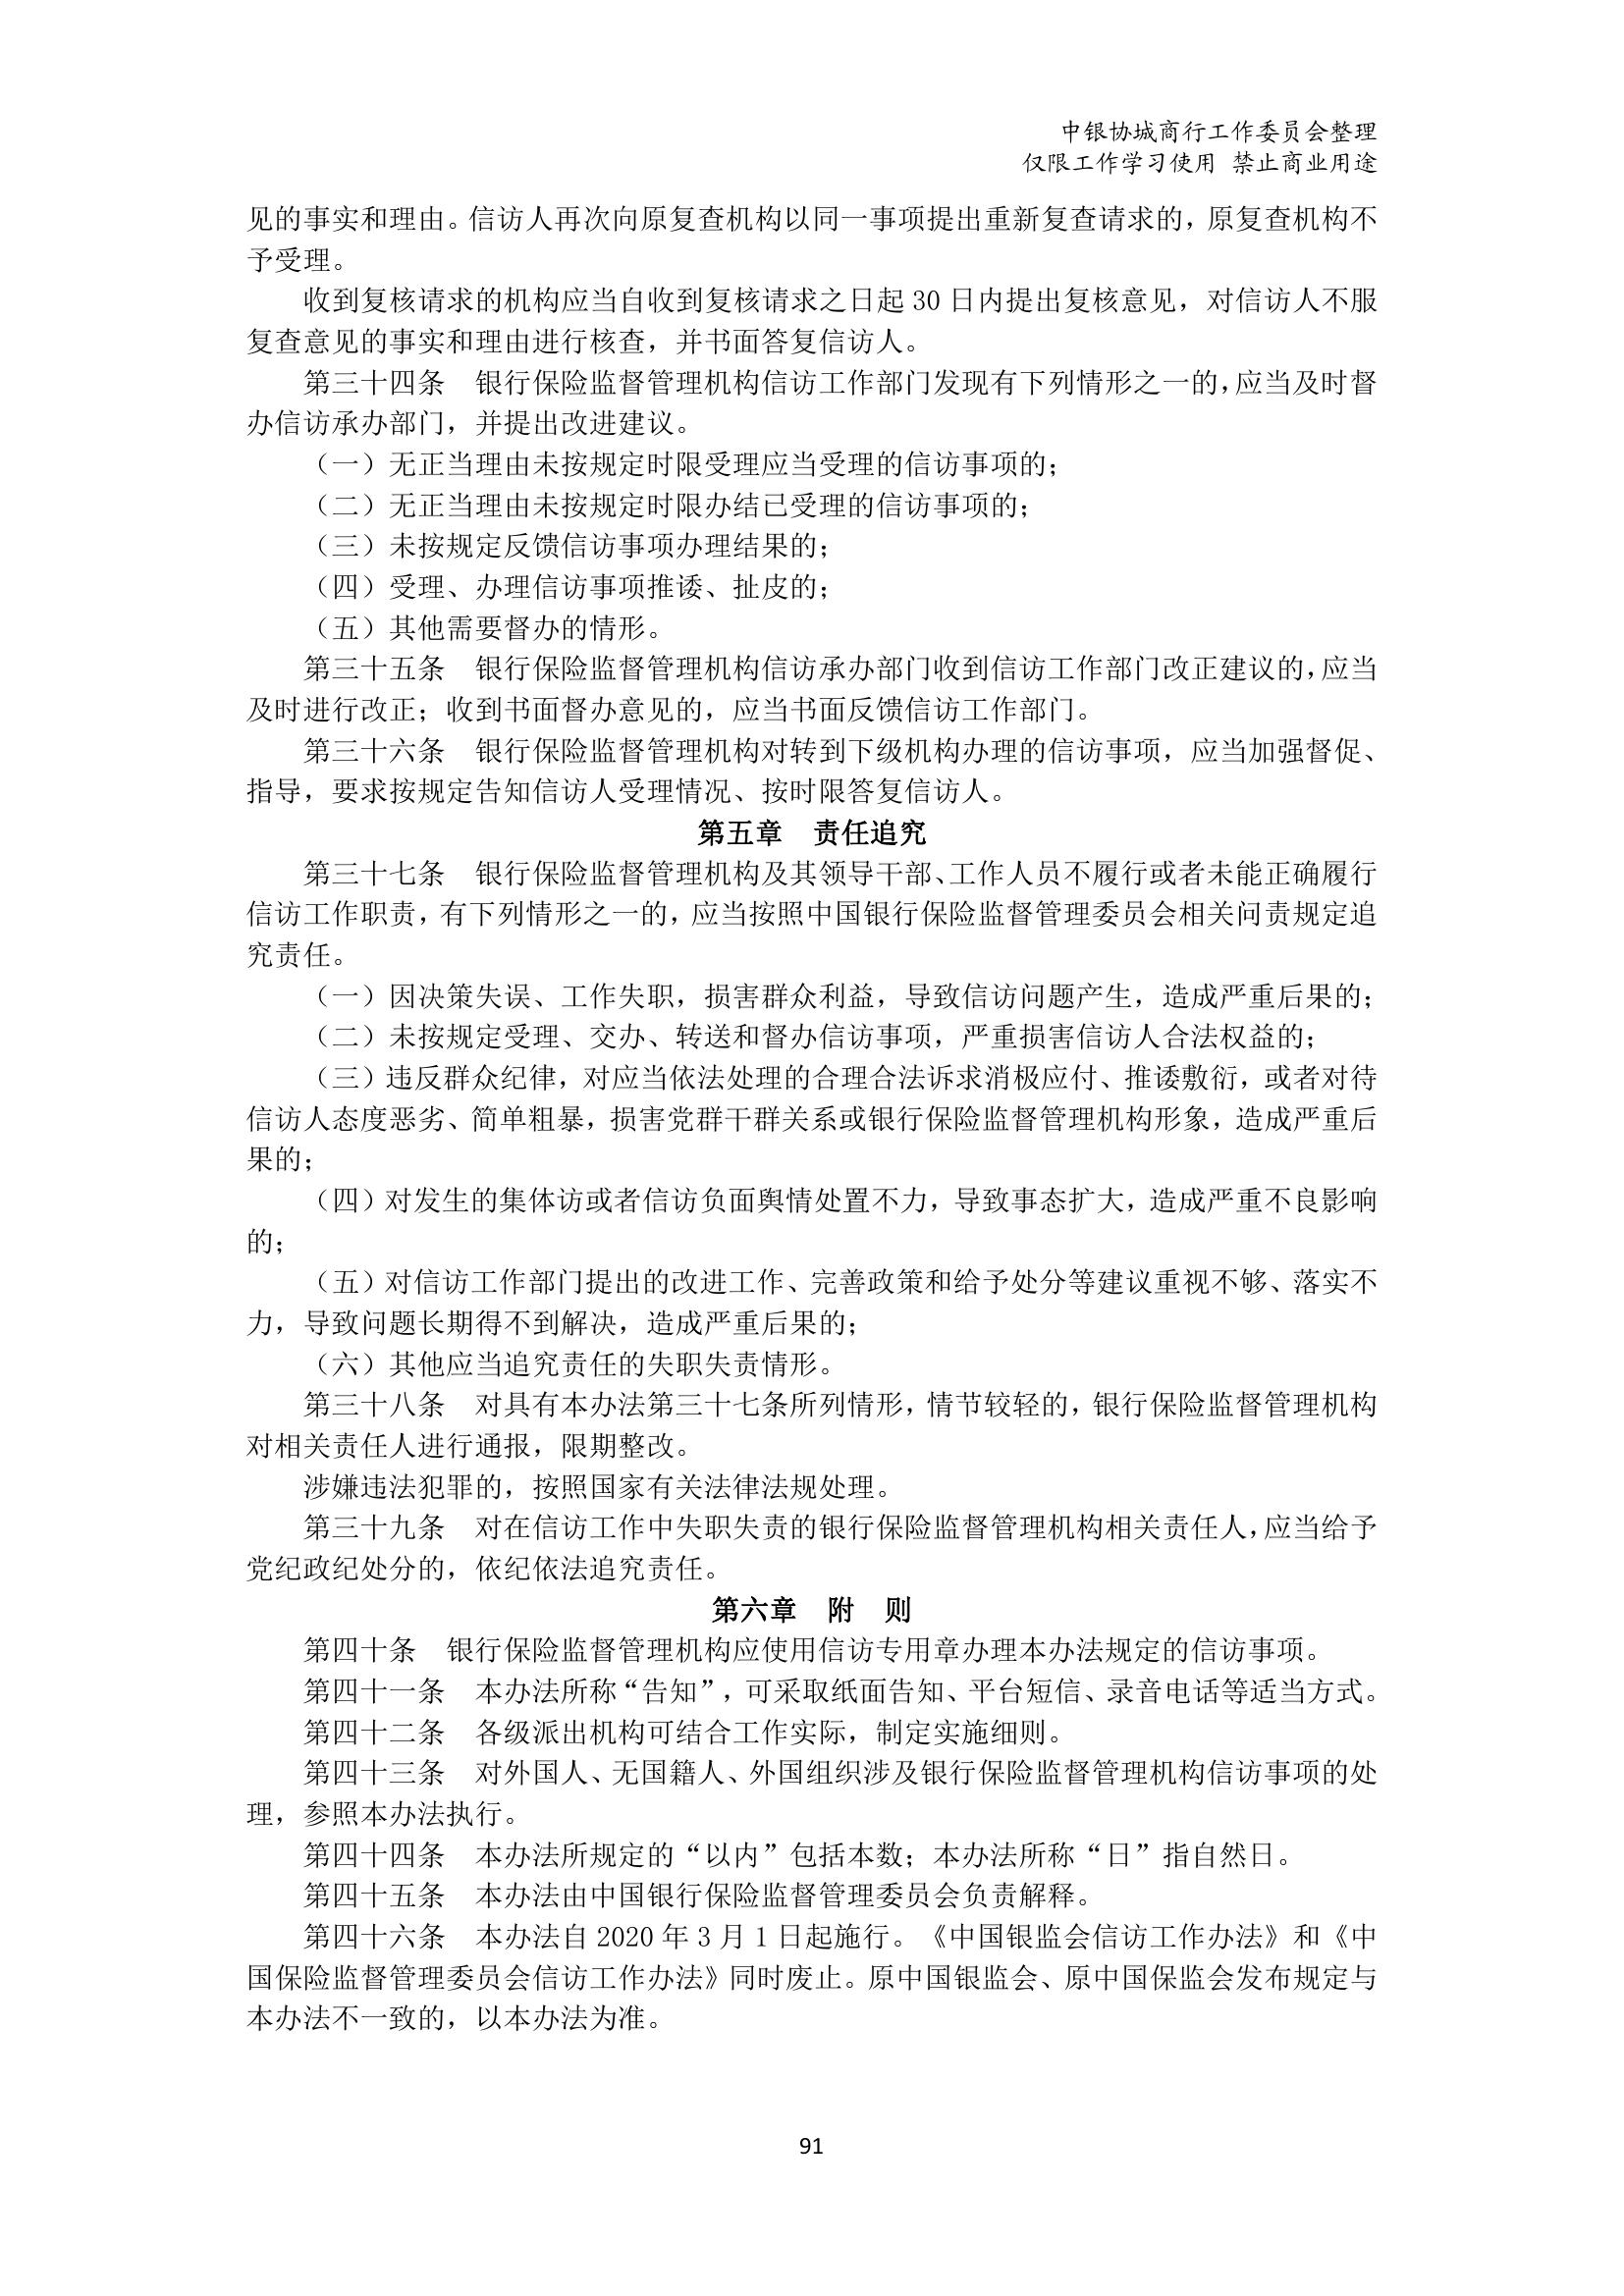 中银协城商行工作委员会整理
仅限工作学习使用 禁止商业用途
见的事实和理由。信访人再次向原复查机构以同一事项提出重新复查请求的，原复查机构不
予受理。
收到复核请求的机构应当自收到复核请求之日起 30 日内提出复核意见，对信访人不服
复查意见的事实和理由进行核查，并书面答复信访人。
第三十四条　银行保险监督管理机构信访工作部门发现有下列情形之一的，应当及时督
办信访承办部门，并提出改进建议。
（一）无正当理由未按规定时限受理应当受理的信访事项的；
（二）无正当理由未按规定时限办结已受理的信访事项的；
（三）未按规定反馈信访事项办理结果的；
（四）受理、办理信访事项推诿、扯皮的；
（五）其他需要督办的情形。
第三十五条　银行保险监督管理机构信访承办部门收到信访工作部门改正建议的，应当
及时进行改正；收到书面督办意见的，应当书面反馈信访工作部门。
第三十六条　银行保险监督管理机构对转到下级机构办理的信访事项，应当加强督促、
指导，要求按规定告知信访人受理情况、按时限答复信访人。
第五章　责任追究
第三十七条　银行保险监督管理机构及其领导干部、工作人员不履行或者未能正确履行
信访工作职责，有下列情形之一的，应当按照中国银行保险监督管理委员会相关问责规定追
究责任。
（一）因决策失误、工作失职，损害群众利益，导致信访问题产生，造成严重后果的；
（二）未按规定受理、交办、转送和督办信访事项，严重损害信访人合法权益的；
（三）违反群众纪律，对应当依法处理的合理合法诉求消极应付、推诿敷衍，或者对待
信访人态度恶劣、简单粗暴，损害党群干群关系或银行保险监督管理机构形象，造成严重后
果的；
（四）对发生的集体访或者信访负面舆情处置不力，导致事态扩大，造成严重不良影响
的；
（五）对信访工作部门提出的改进工作、完善政策和给予处分等建议重视不够、落实不
力，导致问题长期得不到解决，造成严重后果的；
（六）其他应当追究责任的失职失责情形。
第三十八条　对具有本办法第三十七条所列情形，情节较轻的，银行保险监督管理机构
对相关责任人进行通报，限期整改。
涉嫌违法犯罪的，按照国家有关法律法规处理。
第三十九条　对在信访工作中失职失责的银行保险监督管理机构相关责任人，应当给予
党纪政纪处分的，依纪依法追究责任。
第六章　附　则
第四十条　银行保险监督管理机构应使用信访专用章办理本办法规定的信访事项。
第四十一条　本办法所称“告知”，可采取纸面告知、平台短信、录音电话等适当方式。
第四十二条　各级派出机构可结合工作实际，制定实施细则。
第四十三条　对外国人、无国籍人、外国组织涉及银行保险监督管理机构信访事项的处
理，参照本办法执行。
第四十四条　本办法所规定的“以内”包括本数；本办法所称“日”指自然日。
第四十五条　本办法由中国银行保险监督管理委员会负责解释。
第四十六条　本办法自 2020 年 3 月 1 日起施行。《中国银监会信访工作办法》和《中
国保险监督管理委员会信访工作办法》同时废止。原中国银监会、原中国保监会发布规定与
本办法不一致的，以本办法为准。
91